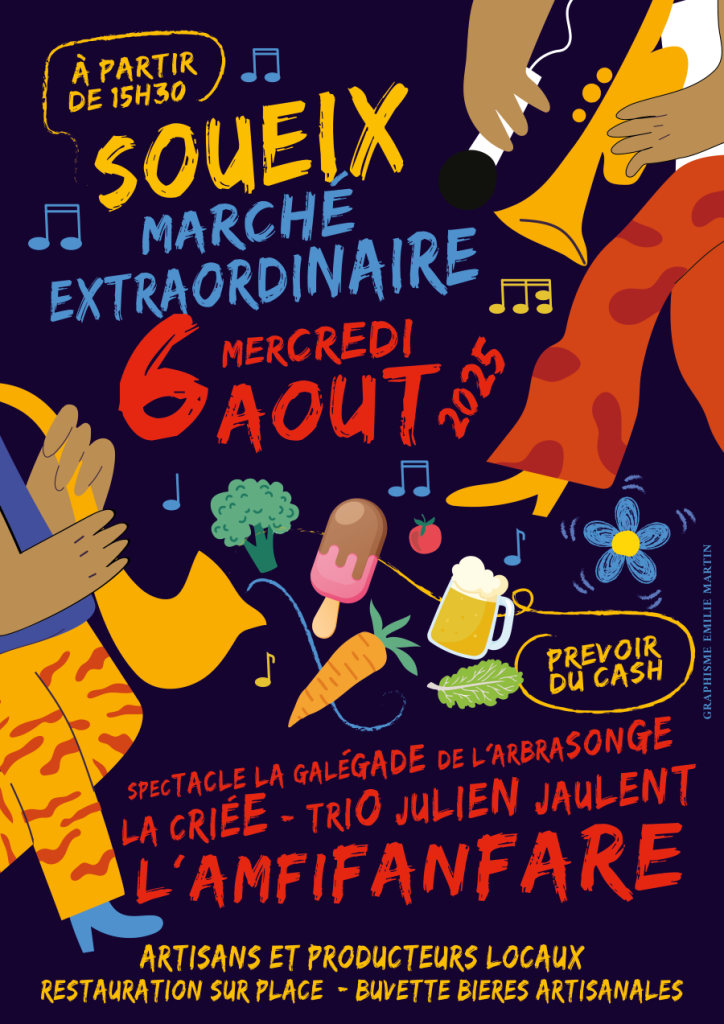 À PARTIR
DE 15H30
SOUEIX
MARCHÉ
EXTRAORDINAIRE
6 MERCREDI
AOUT 2025
PREVOIR
DU CASH
GRAPHISME EMILIE MARTIN
SPECTACLE LA GALÉGADE DE L'ARBRASONGE
LA CRIÉE - TRIO JULIEN JAULENT
L'AMFIFANFARE
ARTISANS ET PRODUCTEURS LOCAUX
RESTAURATION SUR PLACE - BUVETTE BIERES ARTISANALES